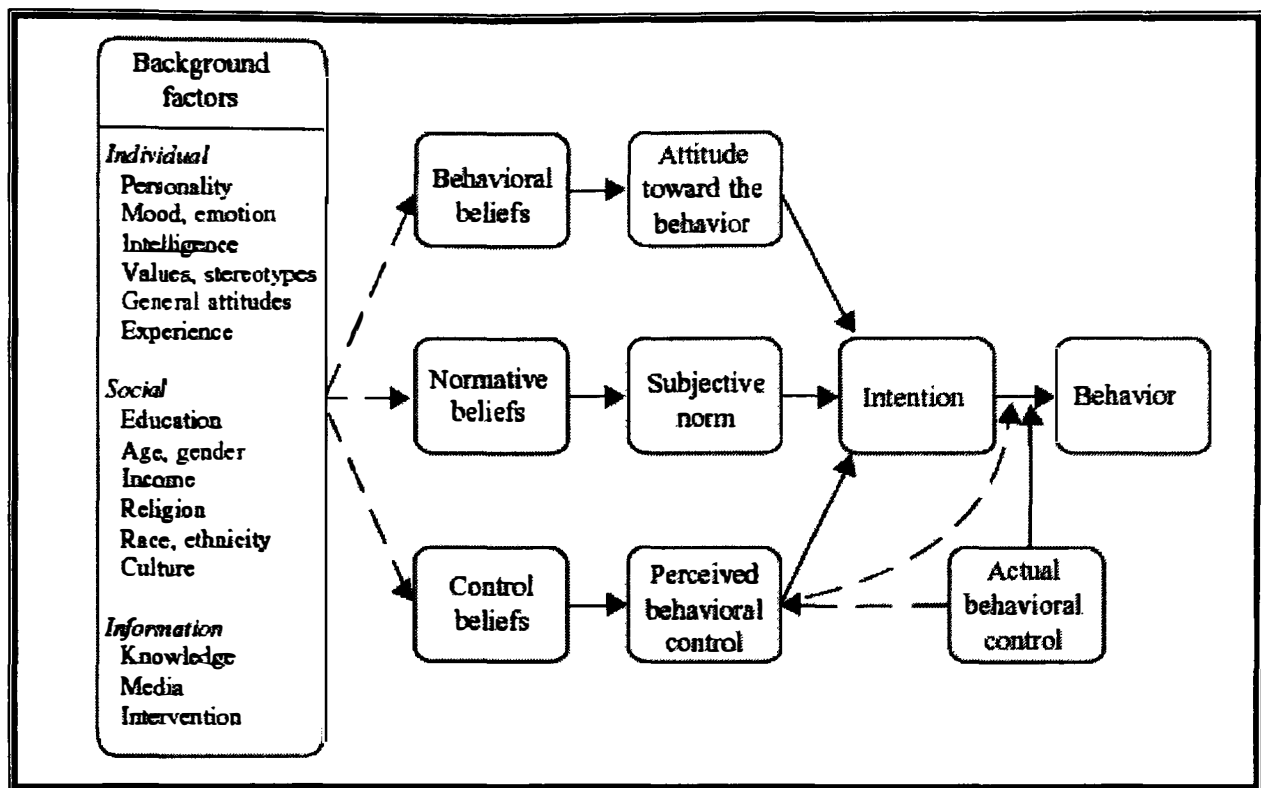 Background
factors
Individual
Personality
Mood, emotion
Intelligence
Values, stereotypes
General attitudes
Experience
Social
Education
Age, gender
Income
Religion
Race, ethnicity
Culture
Information
Knowledge
Media
Intervention
Behavioral
beliefs
Attitude
toward the
behavior
Normative
beliefs
Subjective
norm
Intention
Behavior
Control
beliefs
Perceived
behavioral
control
Actual
behavioral
control